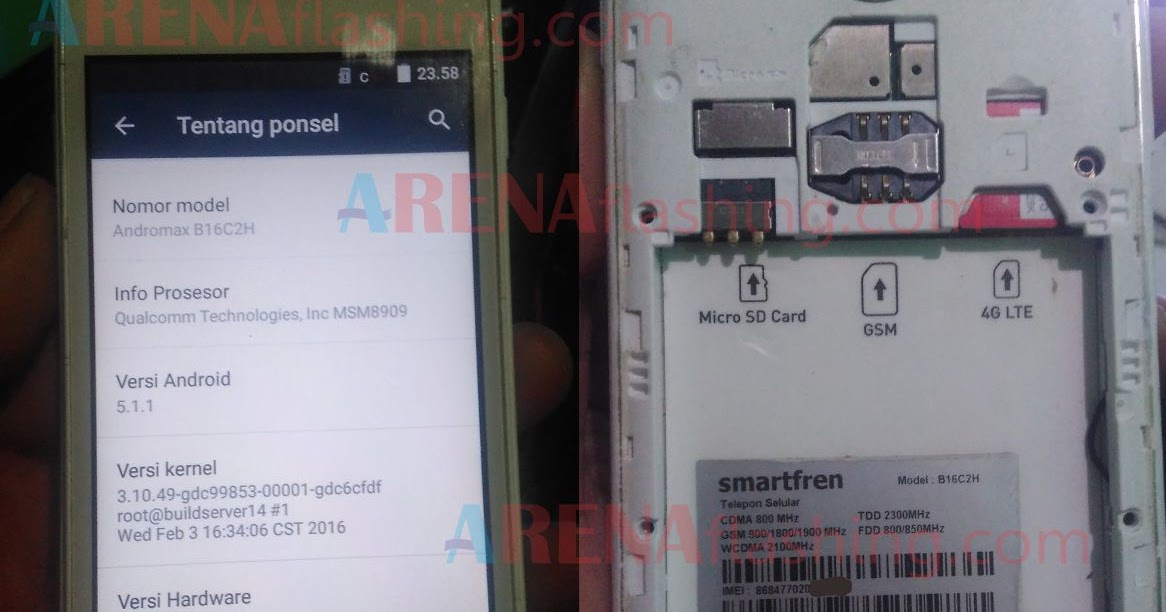 ARENAflashing.com
C 23.58
Tentang ponsel
Nomor model
Andromax B16C2H
Info Prosesor
Qualcomm Technologies, Inc MSM8909
Versi Android
5.1.1
Versi kernel
3.10.49-gdc99853-00001-gdc6cfdf
root@buildserver14 #1
Wed Feb 3 16:34:06 CST 2016
Versi Hardware
ARENAflashing.com
Micro SD Card
GSM
4G LTE
smartfren
Model : B16C2H
Telepon Selular
CDMA 800 MHz
TDD 2300MHz
GSM 900/1800/1900 MHz
FDD 800/850MHz
WCDMA 2100MHz
ARENAflashing.com
IMEI : 868477020